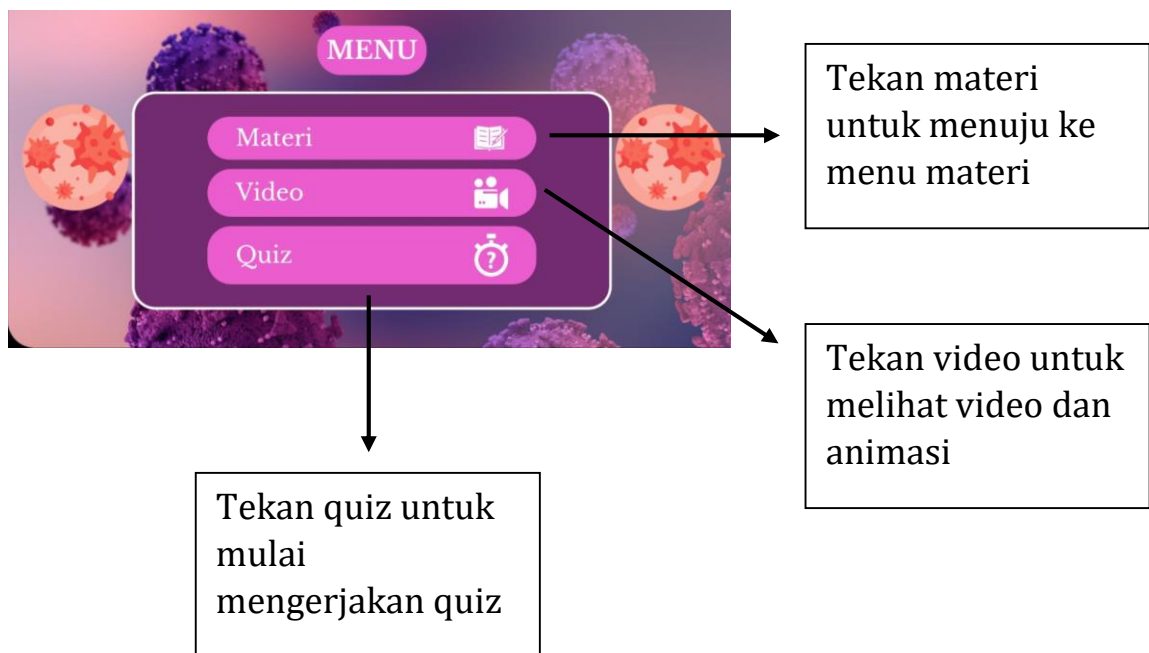 MENU
Materi
Video
Quiz
Tekan materi
untuk menuju ke
menu materi
Tekan video untuk
melihat video dan
animasi
Tekan quiz untuk
mulai
mengerjakan quiz